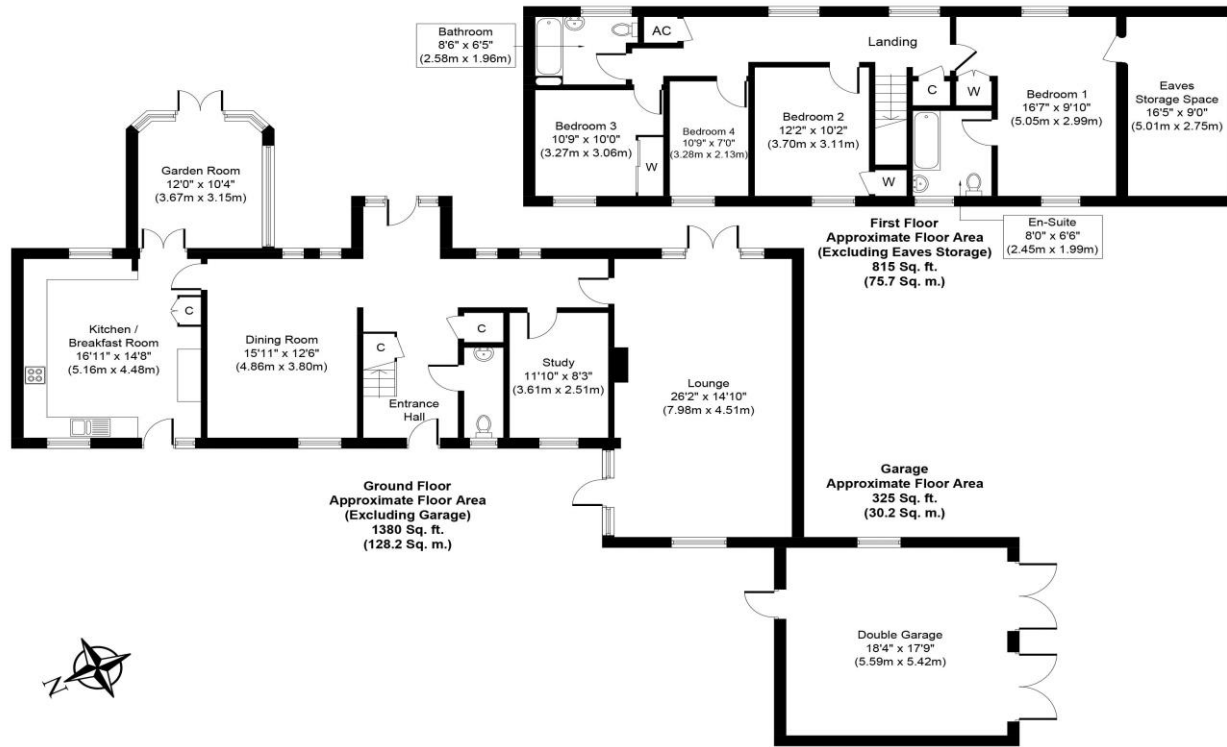 Bathroom
8'6" x 6'5"
(2.58m x 1.96m)
AC
Landing
C
W
Bedroom 1
16'7" x 9'10"
(5.05m x 2.99m)
Eaves
Storage Space
16'5" x 9'0"
(5.01m x 2.75m)
Bedroom 3
10'9" x 10'0"
(3.27m x 3.06m)
W
Bedroom 4
10'9" x 7'0"
(3.28m x 2.13m)
Bedroom 2
12'2" x 10'2"
(3.70m x 3.11m)
W
En-Suite
8'0" x 6'6"
(2.45m x 1.99m)
First Floor
Approximate Floor Area
(Excluding Eaves Storage)
815 Sq. ft.
(75.7 Sq. m.)
Garden Room
12'0" x 10'4"
(3.67m x 3.15m)
Kitchen /
Breakfast Room
16'11" x 14'8"
(5.16m x 4.48m)
C
Dining Room
15'11" x 12'6"
(4.86m x 3.80m)
C
C
Entrance
Hall
Study
11'10" x 8'3"
(3.61m x 2.51m)
Lounge
26'2" x 14'10"
(7.98m x 4.51m)
Ground Floor
Approximate Floor Area
(Excluding Garage)
1380 Sq. ft.
(128.2 Sq. m.)
Garage
Approximate Floor Area
325 Sq. ft.
(30.2 Sq. m.)
Double Garage
18'4" x 17'9"
(5.59m x 5.42m)
N